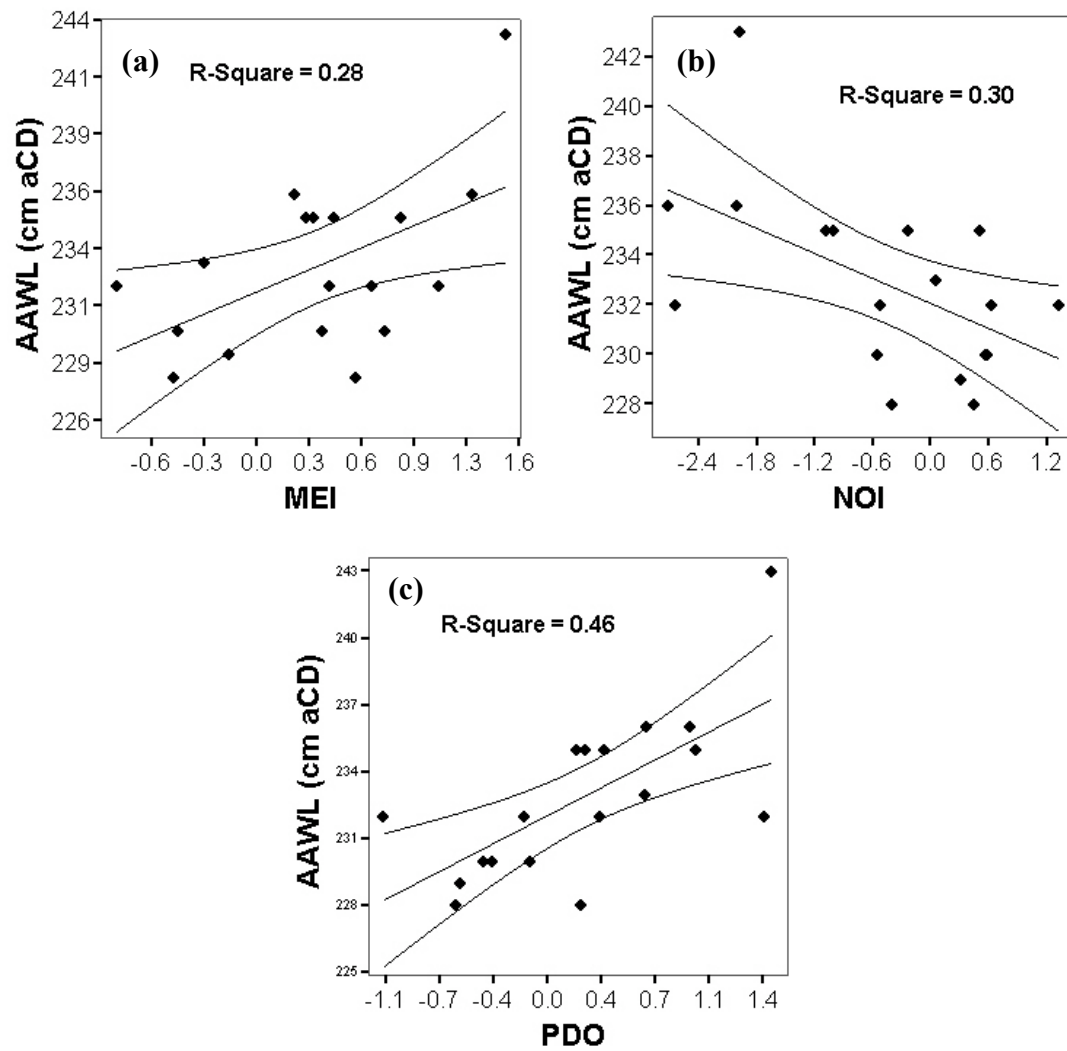 (a)
R-Square = 0.28
AAWL (cm aCD)
244
241
239
236
234
231
229
226
-0.6 -0.3 0.0 0.3 0.6 0.9 1.3 1.6
MEI
(b)
R-Square = 0.30
AAWL (cm aCD)
242
240
238
236
234
232
230
228
-2.4 -1.8 -1.2 -0.6 0.0 0.6 1.2
NOI
(c)
R-Square = 0.46
AAWL (cm aCD)
243
240
237
234
231
228
225
-1.1 -0.7 -0.4 0.0 0.4 0.7 1.1 1.4
PDO